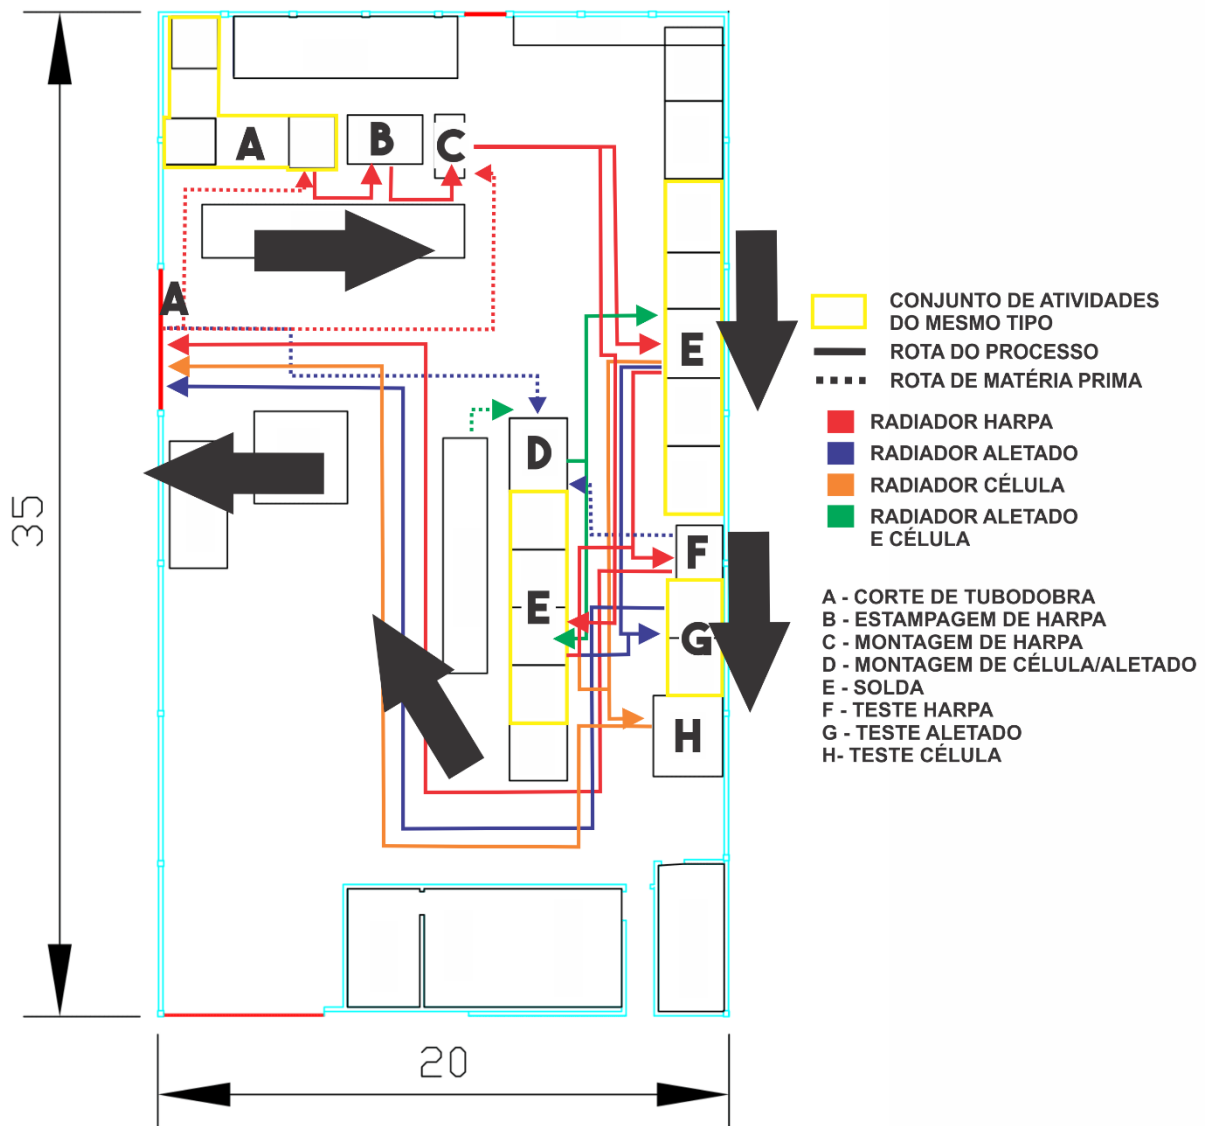 A
B
C
A
E
D
E
F
G
H
35
20
CONJUNTO DE ATIVIDADES
DO MESMO TIPO
ROTA DO PROCESSO
ROTA DE MATÉRIA PRIMA
RADIADOR HARPA
RADIADOR ALETADO
RADIADOR CÉLULA
RADIADOR ALETADO
E CÉLULA
A - CORTE DE TUBODOBRA
B - ESTAMPAGEM DE HARPA
C - MONTAGEM DE HARPA
D - MONTAGEM DE CÉLULA/ALETADO
E - SOLDA
F - TESTE HARPA
G - TESTE ALETADO
H- TESTE CÉLULA